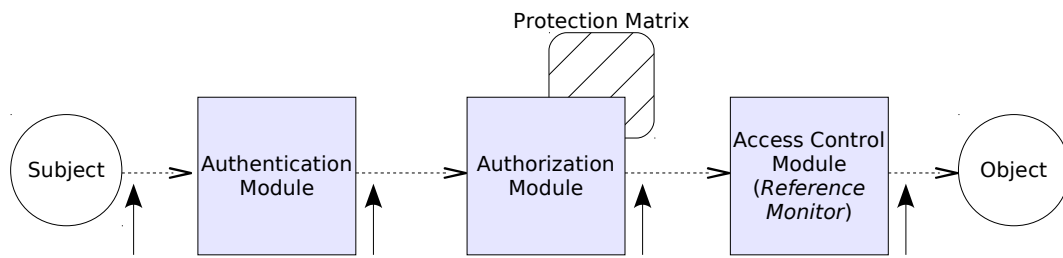 Protection Matrix
Subject
Authentication
Module
Authorization
Module
Access Control
Module
(Reference
Monitor)
Object